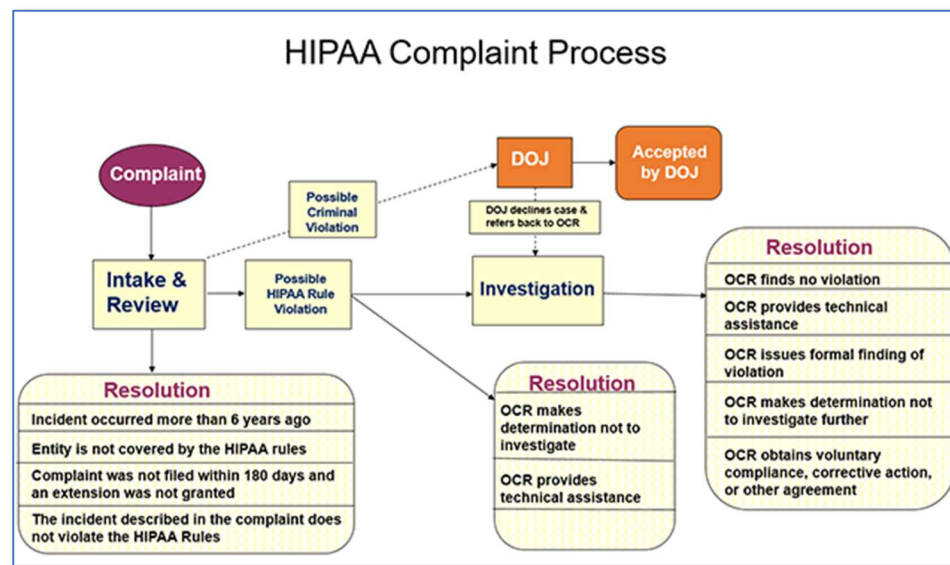 HIPAA Complaint Process
Complaint
Possible
Criminal
Violation
DOJ
Accepted
by DOJ
DOJ declines case &
refers back to OCR
Intake &
Review
Possible
HIPAA Rule
Violation
Investigation
Resolution
OCR finds no violation
OCR provides technical
assistance
OCR issues formal finding of
violation
OCR makes determination not
to investigate further
OCR obtains voluntary
compliance, corrective action,
or other agreement
Resolution
Incident occurred more than 6 years ago
Entity is not covered by the HIPAA rules
Complaint was not filed within 180 days and
an extension was not granted
The incident described in the complaint does
not violate the HIPAA Rules
Resolution
OCR makes
determination not to
investigate
OCR provides
technical assistance